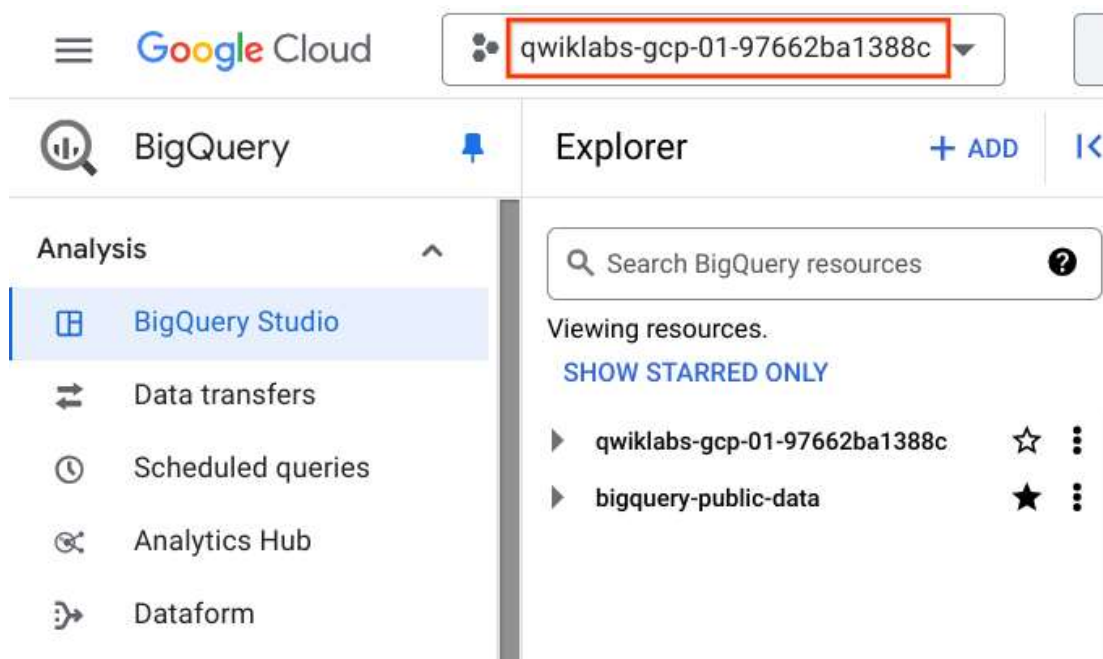 Google Cloud
qwiklabs-gcp-01-97662ba1388c
BigQuery
Explorer
+ ADD
Analysis
BigQuery Studio
Data transfers
Scheduled queries
Analytics Hub
Dataform
Search BigQuery resources
Viewing resources.
SHOW STARRED ONLY
qwiklabs-gcp-01-97662ba1388c
bigquery-public-data